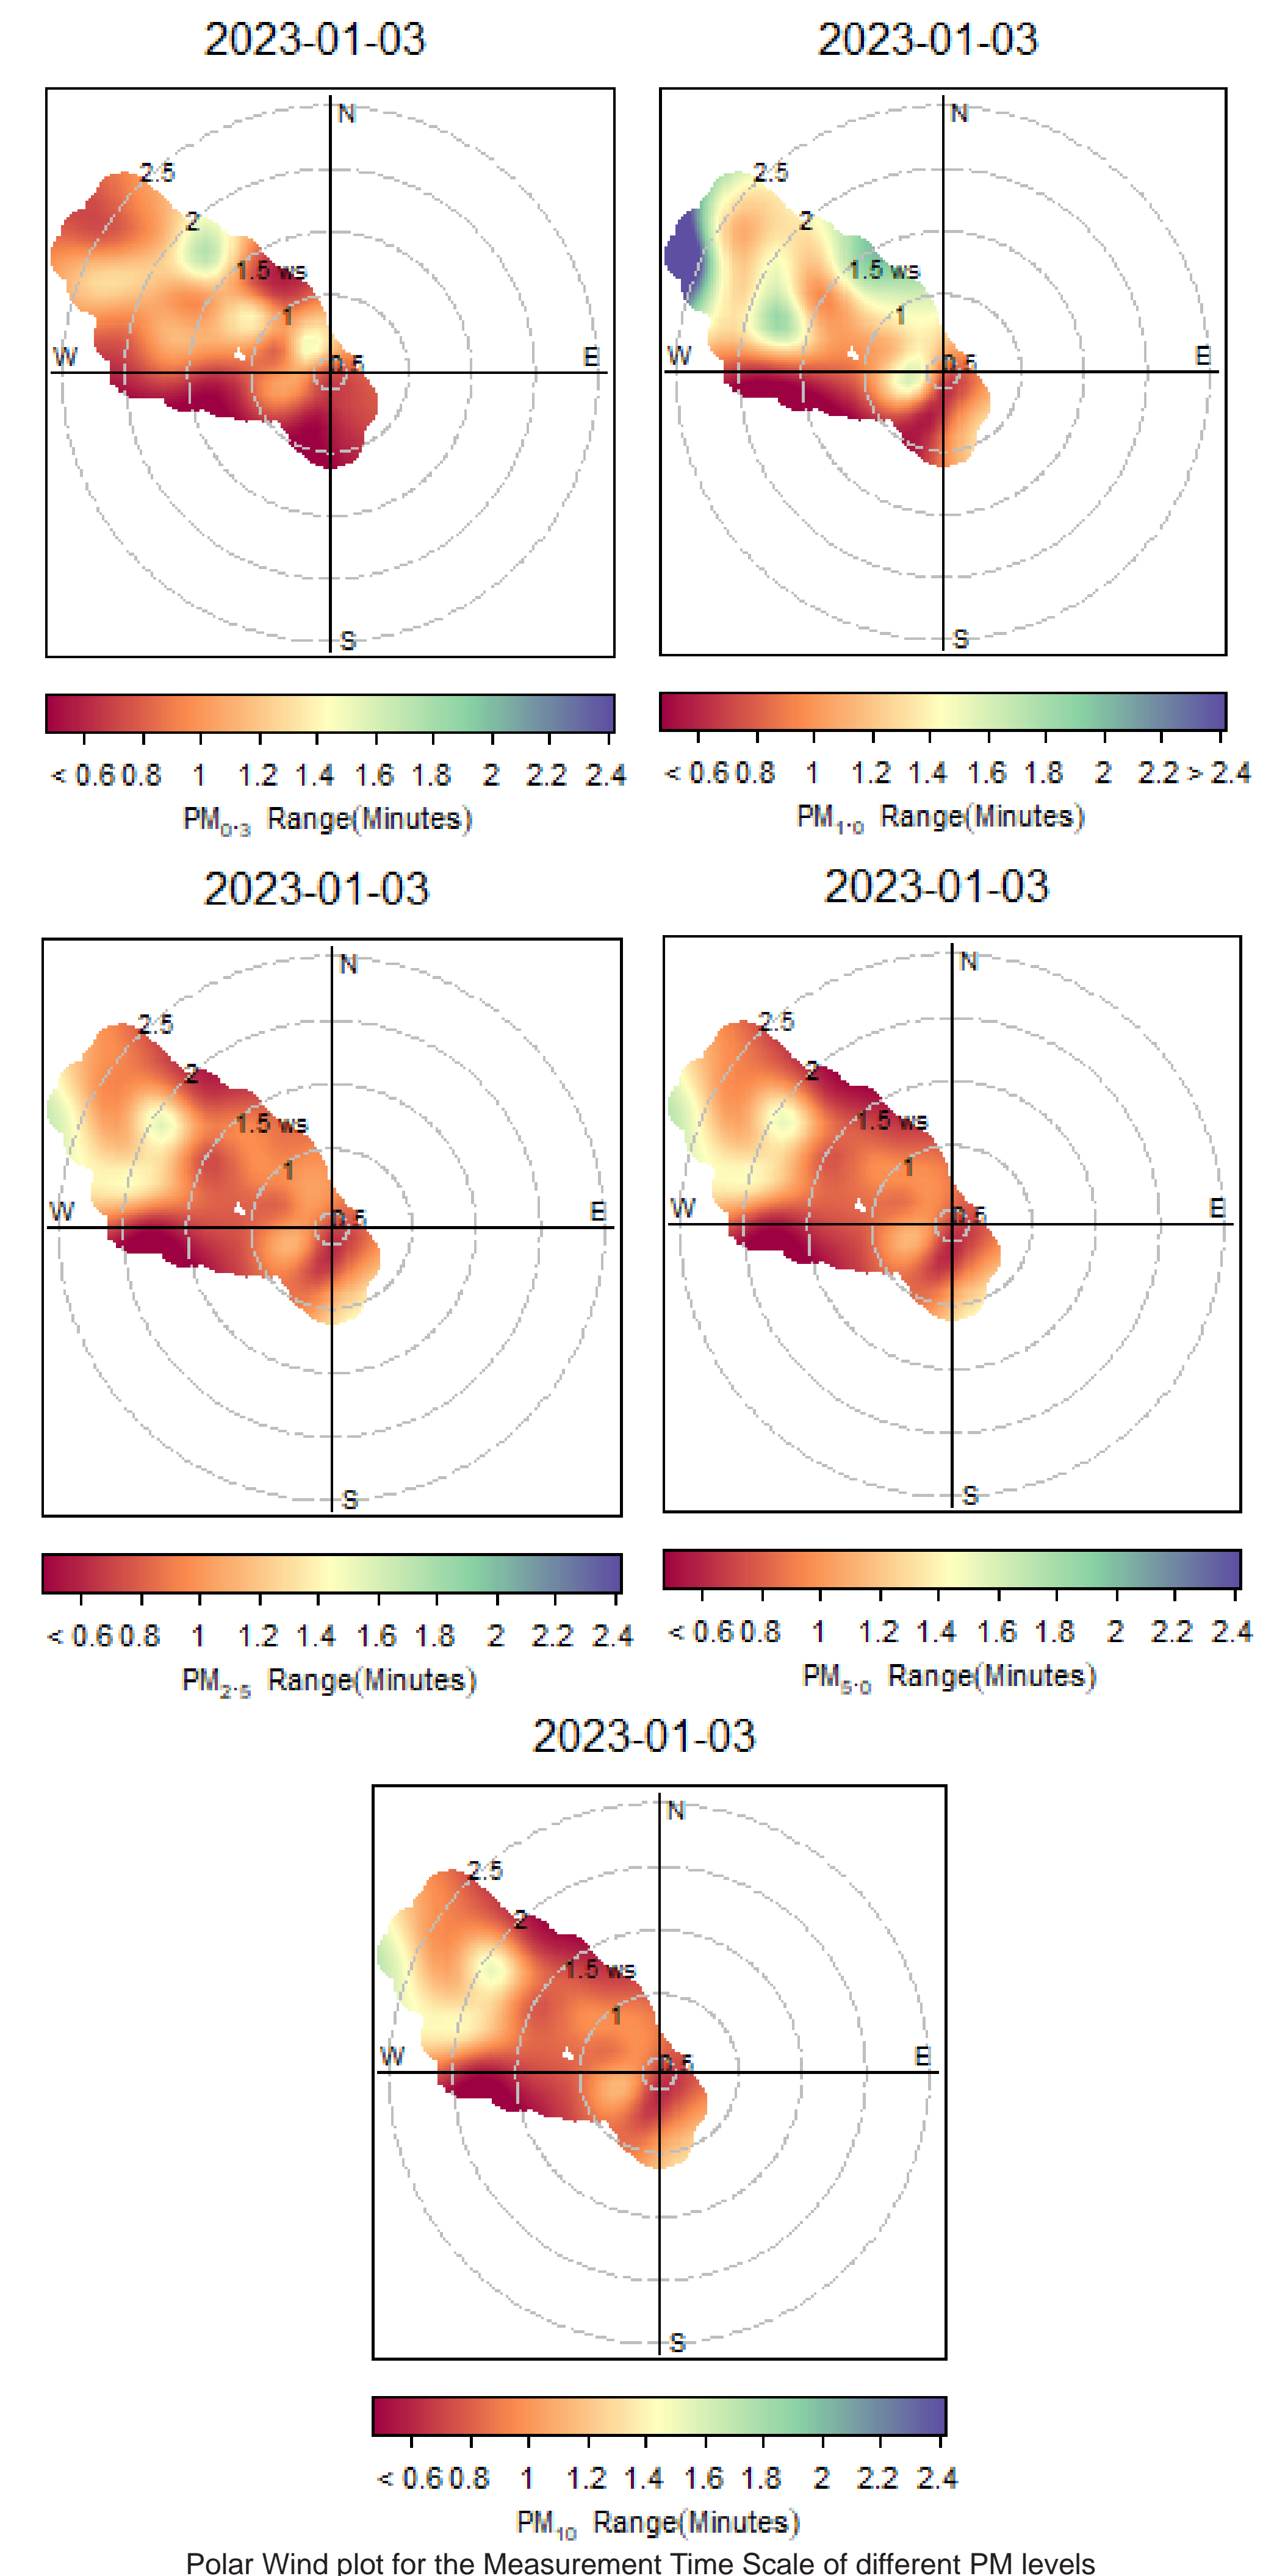 2023-01-03 2023-01-03
N N
2.5 2.5
2 2
1.5 ws 1.5 ws
1 1
W 0.5 E W 0.5 E
S S
< 0.6 0.8 1 1.2 1.4 1.6 1.8 2 2.2 2.4 < 0.6 0.8 1 1.2 1.4 1.6 1.8 2 2.2 > 2.4
PM0.3 Range(Minutes) PM1.0 Range(Minutes)
2023-01-03 2023-01-03
N N
2.5 2.5
2 2
1.5 ws 1.5 ws
1 1
W 0.5 E W 0.5 E
S S
< 0.6 0.8 1 1.2 1.4 1.6 1.8 2 2.2 2.4 < 0.6 0.8 1 1.2 1.4 1.6 1.8 2 2.2 2.4
PM2.5 Range(Minutes) PM5.0 Range(Minutes)
2023-01-03
N
2.5
2
1.5 ws
1
W 0.5 E
S
< 0.6 0.8 1 1.2 1.4 1.6 1.8 2 2.2 2.4
PM10 Range(Minutes)
Polar Wind plot for the Measurement Time Scale of different PM levels